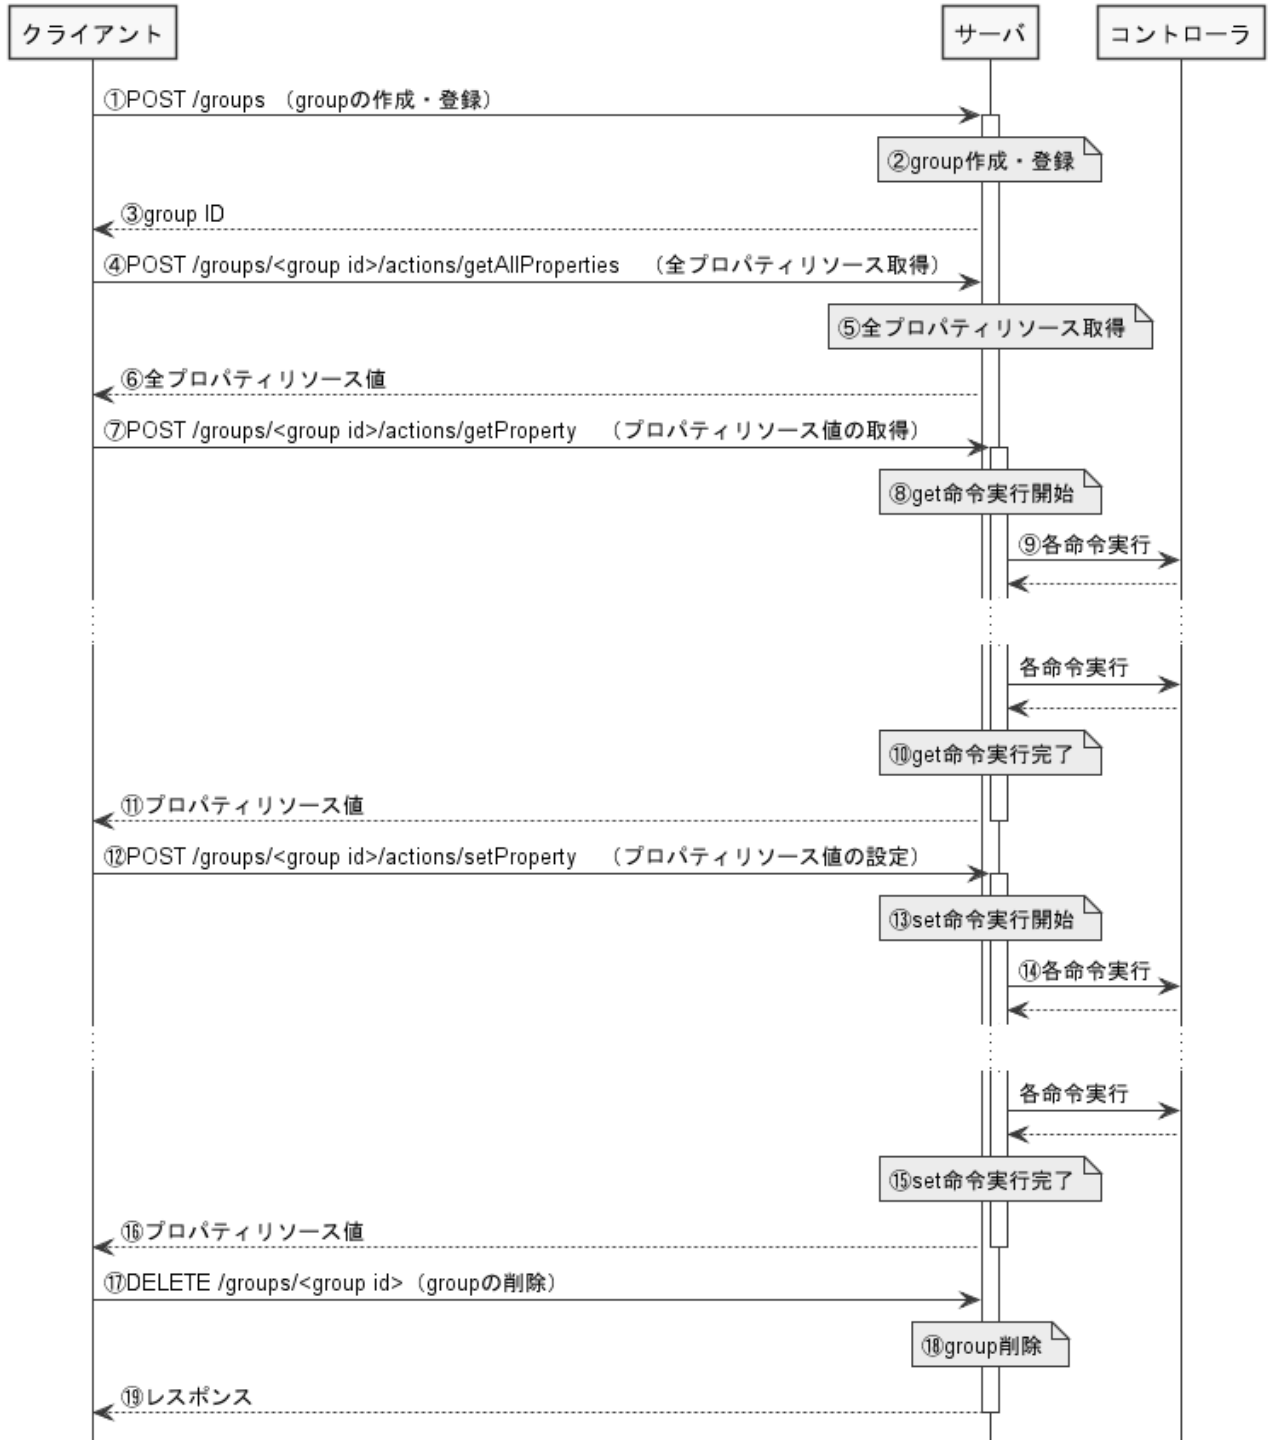 クライアント
サーバ
コントローラ
①POST /groups （groupの作成・登録）
②group作成・登録
③group ID
④POST /groups/<group id>/actions/getAllProperties （全プロパティリソース取得）
⑤全プロパティリソース取得
⑥全プロパティリソース値
⑦POST /groups/<group id>/actions/getProperty （プロパティリソース値の取得）
⑧get命令実行開始
⑨各命令実行
各命令実行
⑩get命令実行完了
⑪プロパティリソース値
⑫POST /groups/<group id>/actions/setProperty （プロパティリソース値の設定）
⑬set命令実行開始
⑭各命令実行
各命令実行
⑮set命令実行完了
⑯プロパティリソース値
⑰DELETE /groups/<group id>（groupの削除）
⑱group削除
⑲レスポンス